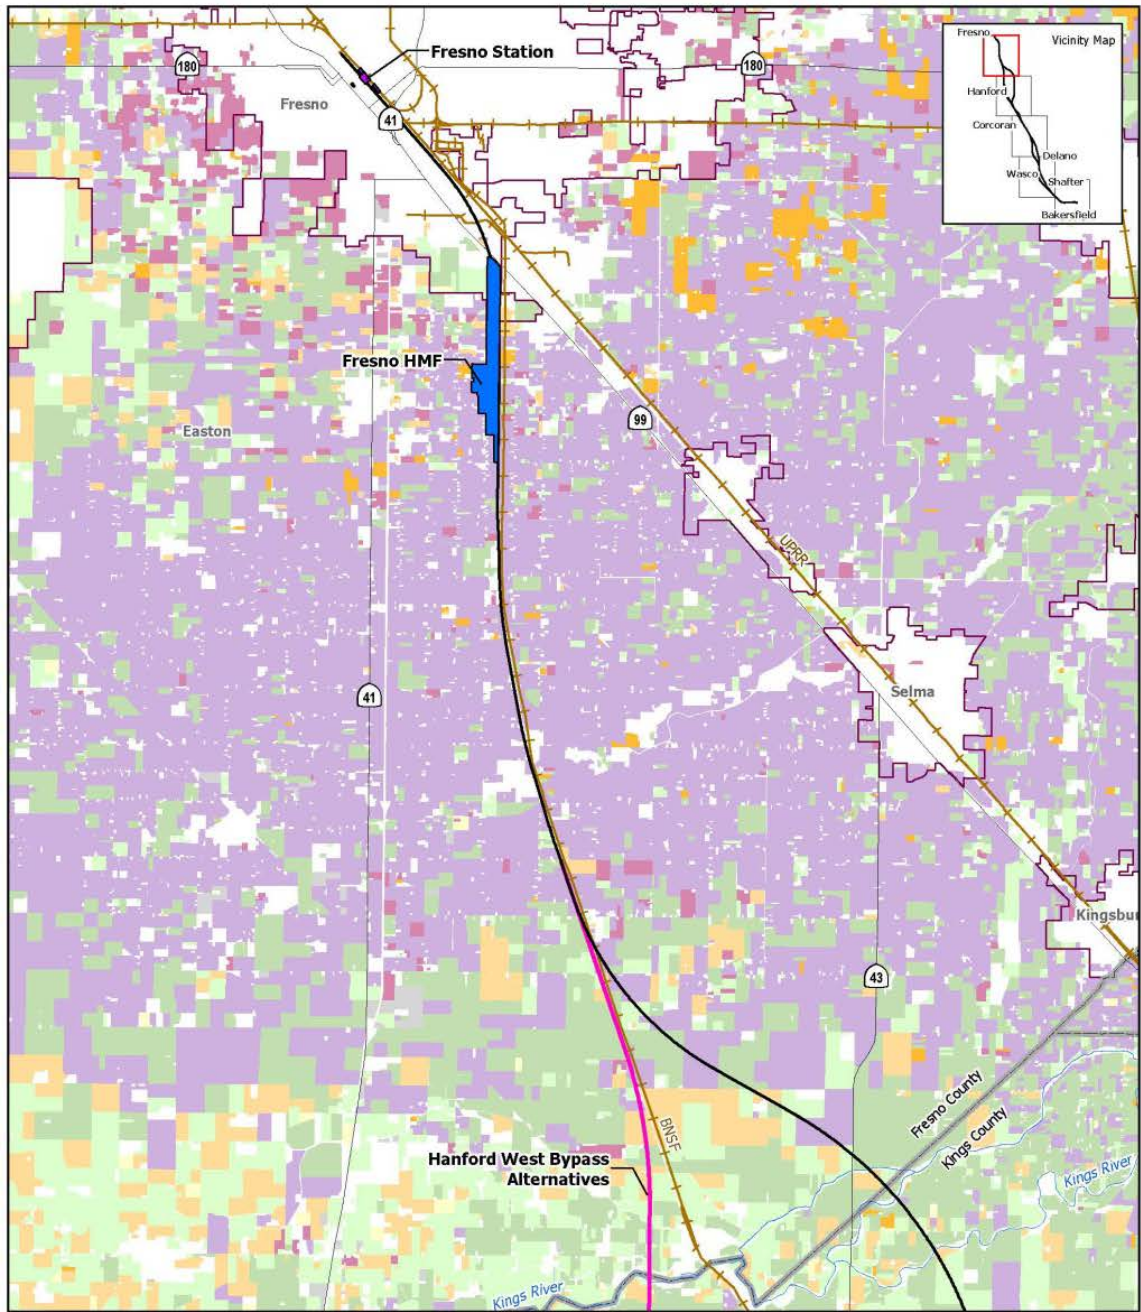 Fresno Station
180
180
Fresno
41
Vicinity Map
Fresno
Hanford
Corcoran
Delano
Wasco
Shafter
Bakersfield
Fresno HMF
99
Easton
UPRR
41
Selma
Kingsbur
43
Fresno County
Kings County
BNSF
Hanford West Bypass
Alternatives
Kings River
Kings River